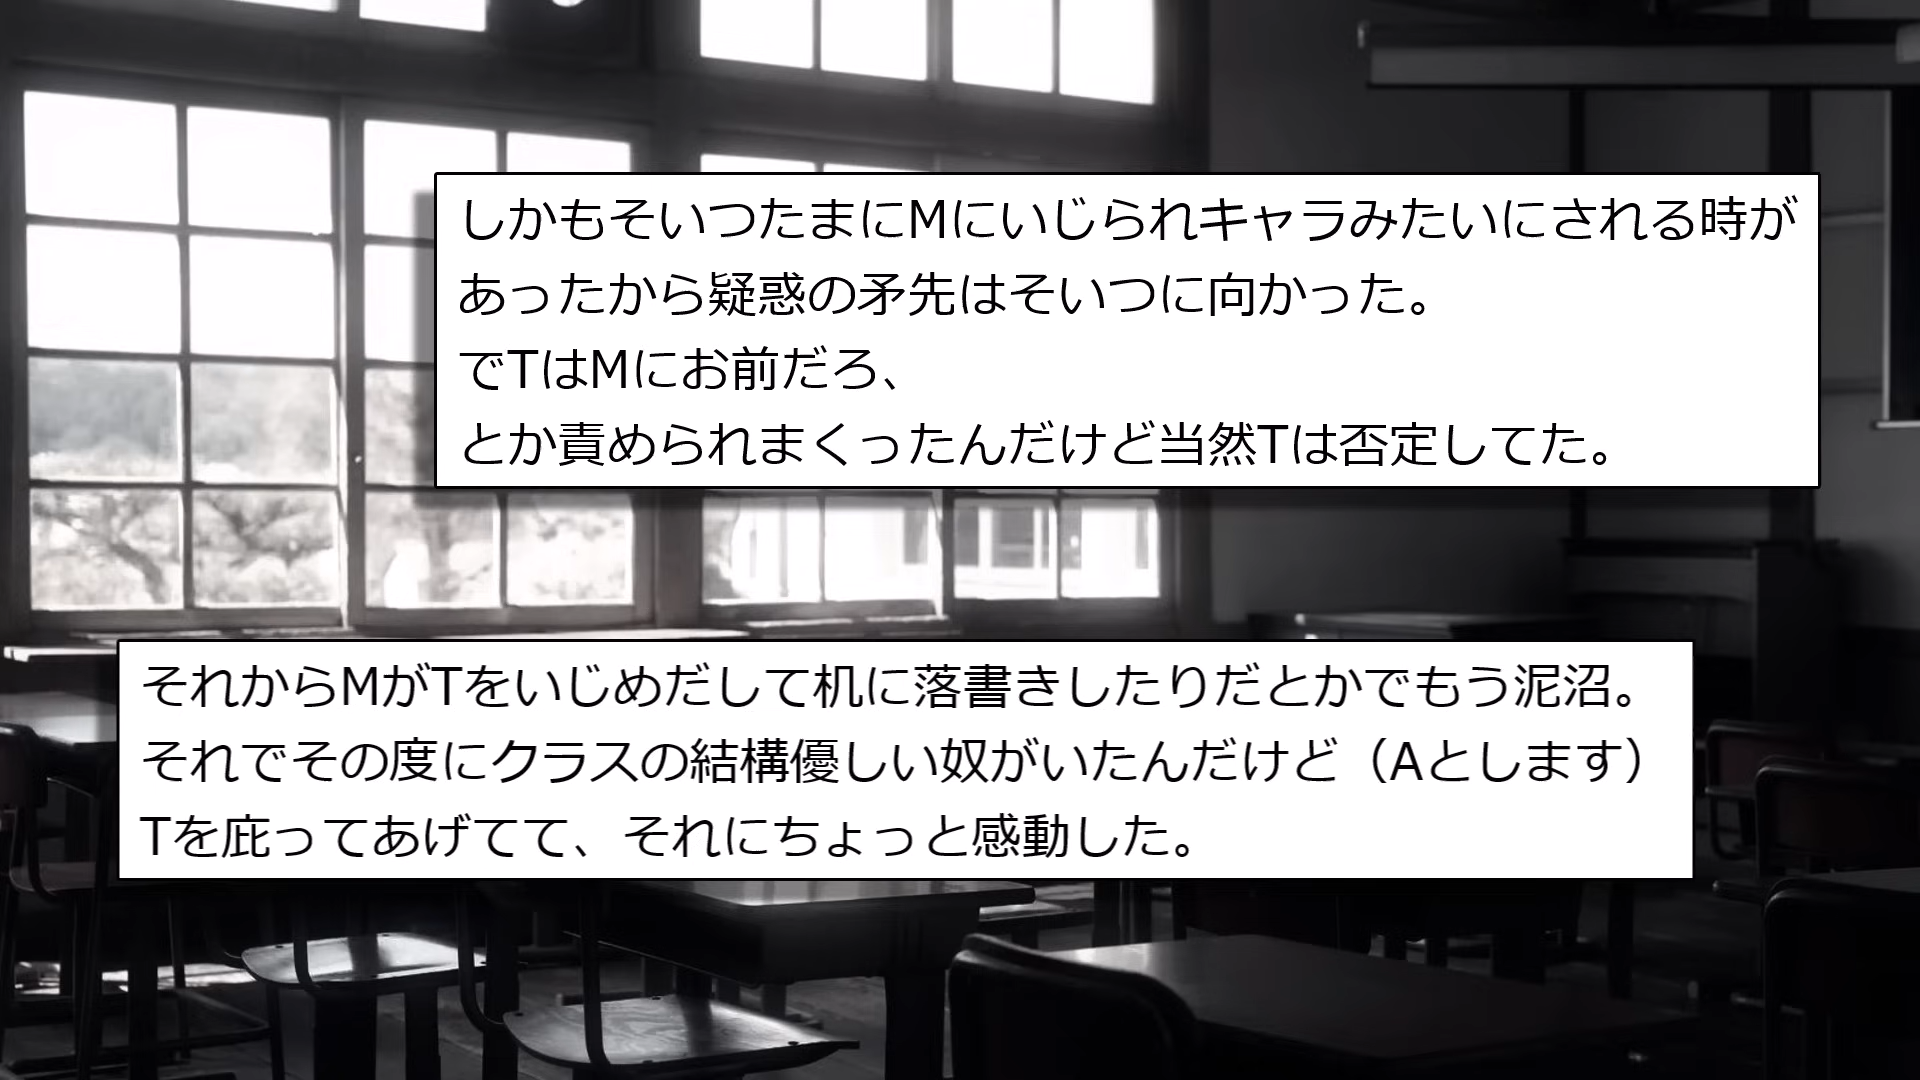 しかもそいつたまにMにいじられキャラみたいにされる時が
あったから疑惑の矛先はそいつに向かった。
でTはMにお前だろ、
とか責められまくったんだけど当然Tは否定してた。
それからMがTをいじめだして机に落書きしたりだとかでもう泥沼。
それでその度にクラスの結構優しい奴がいたんだけど（Aとします）
Tを庇ってあげてて、それにちょっと感動した。